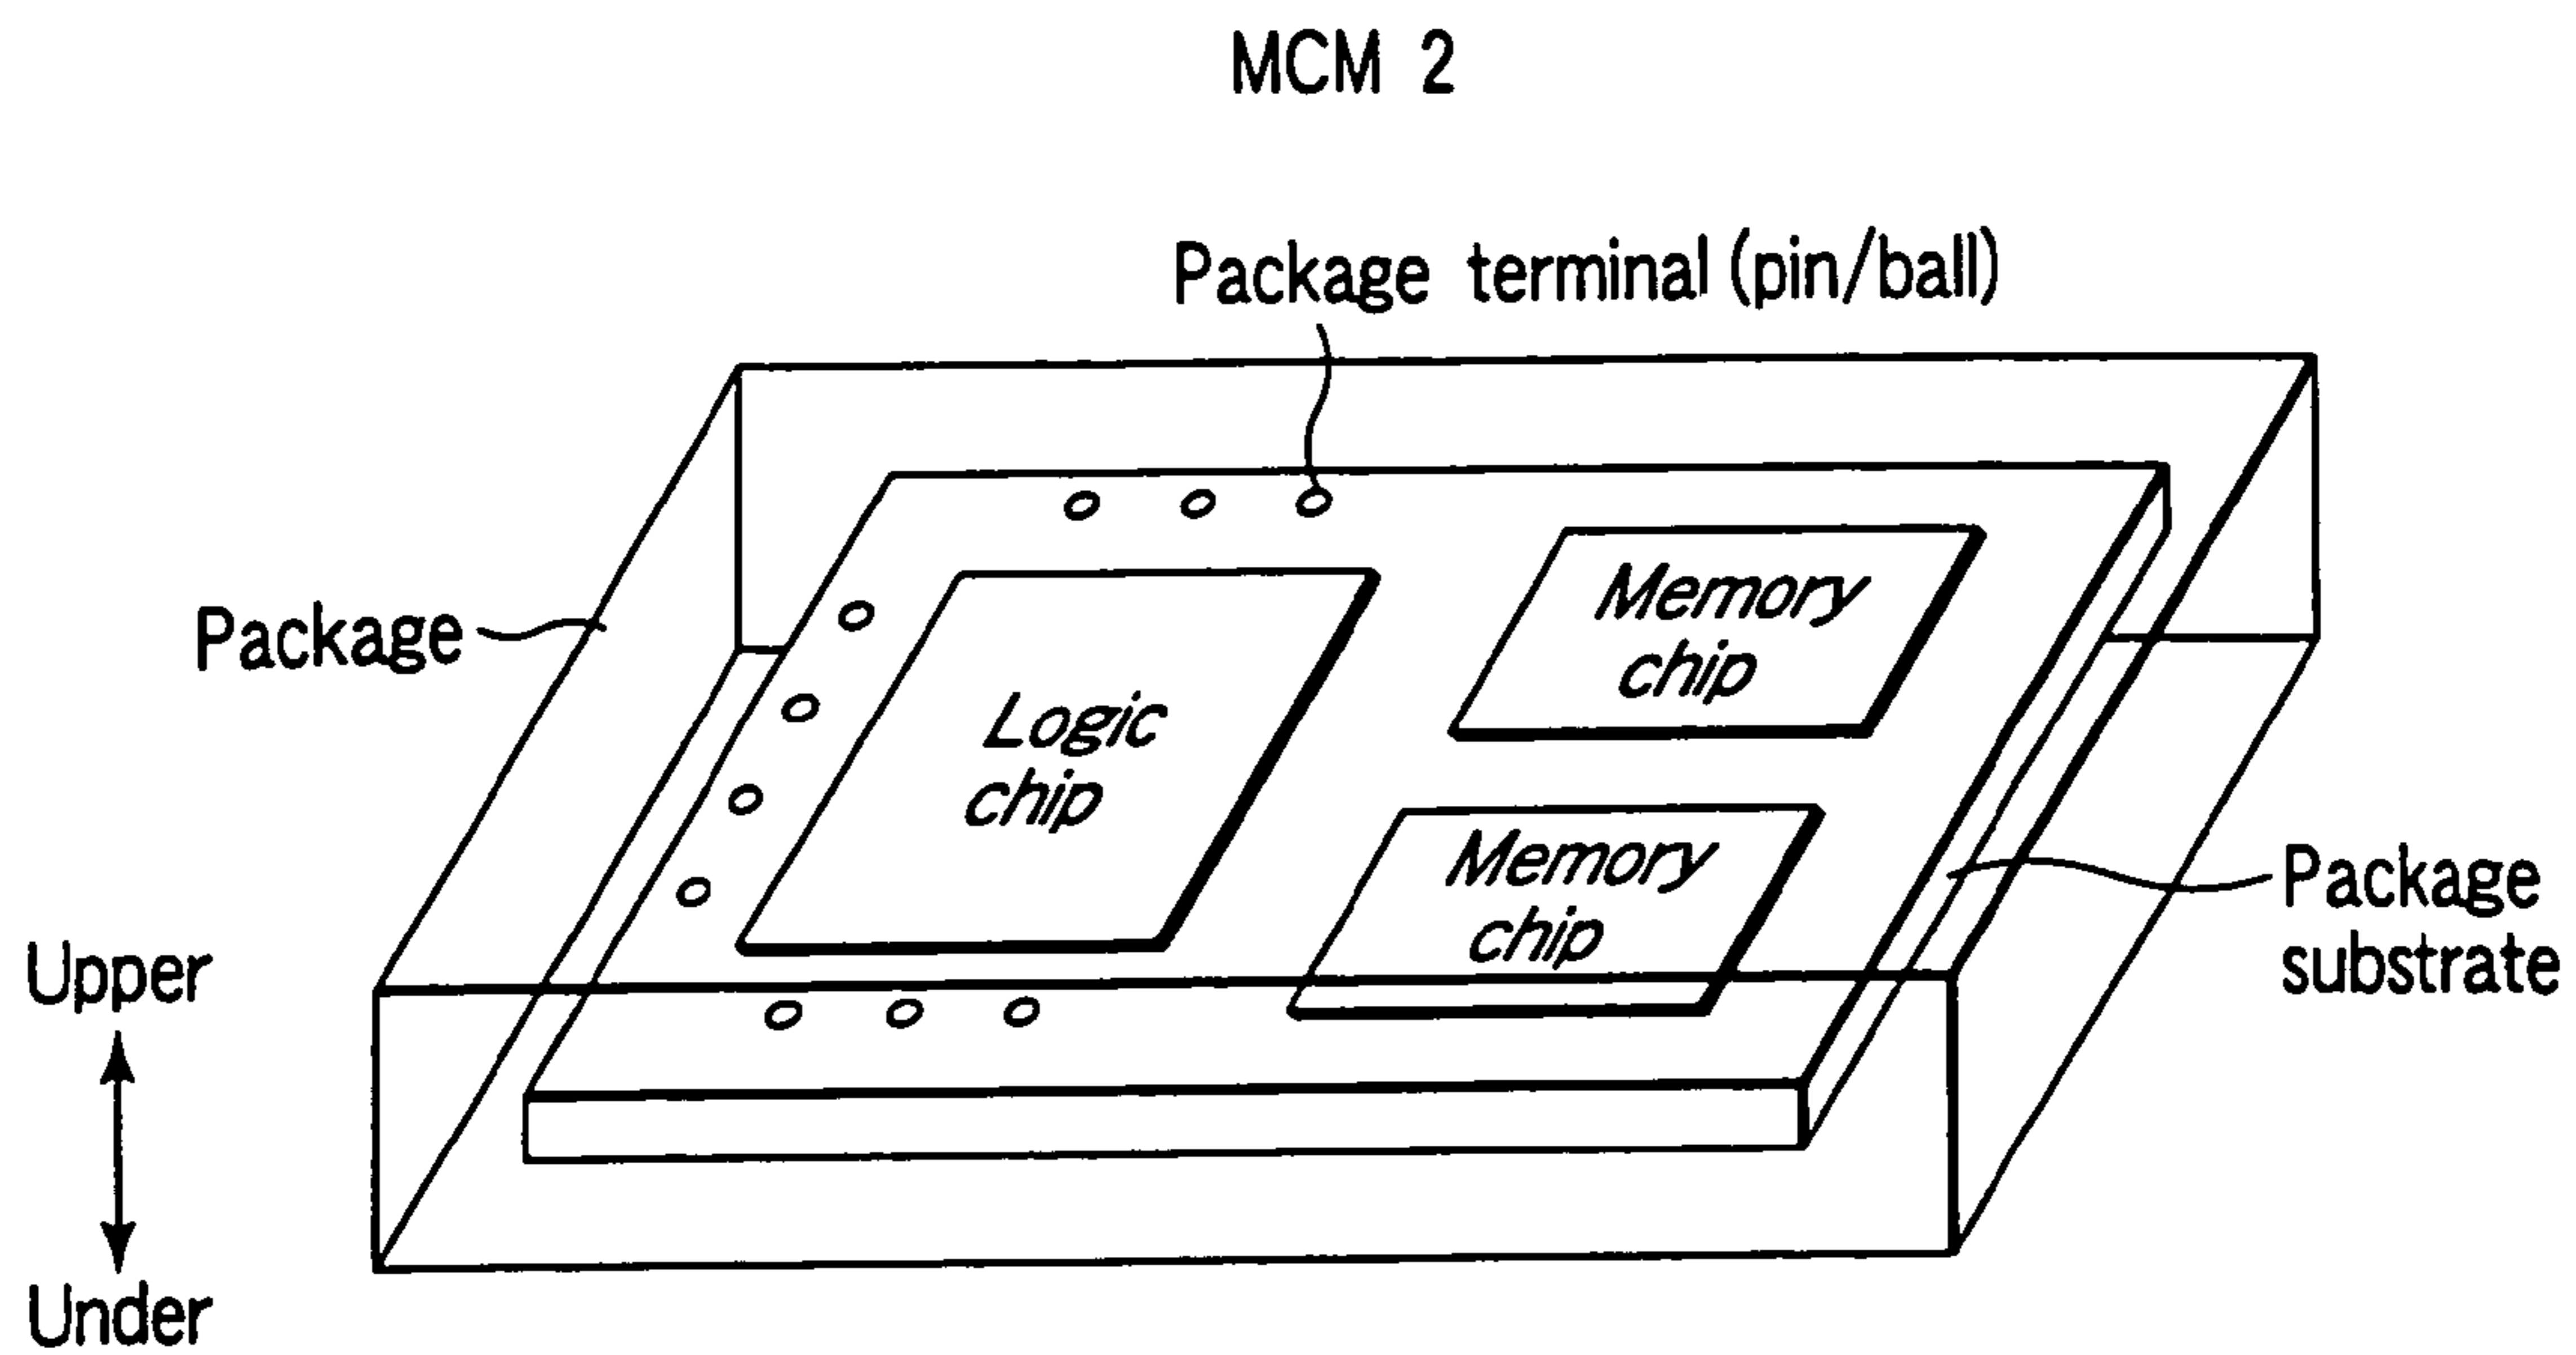 MCM 2
Package terminal (pin/ball)
Package
Memory
chip
Logic
chip
Memory
chip
Package
substrate
Upper
Under